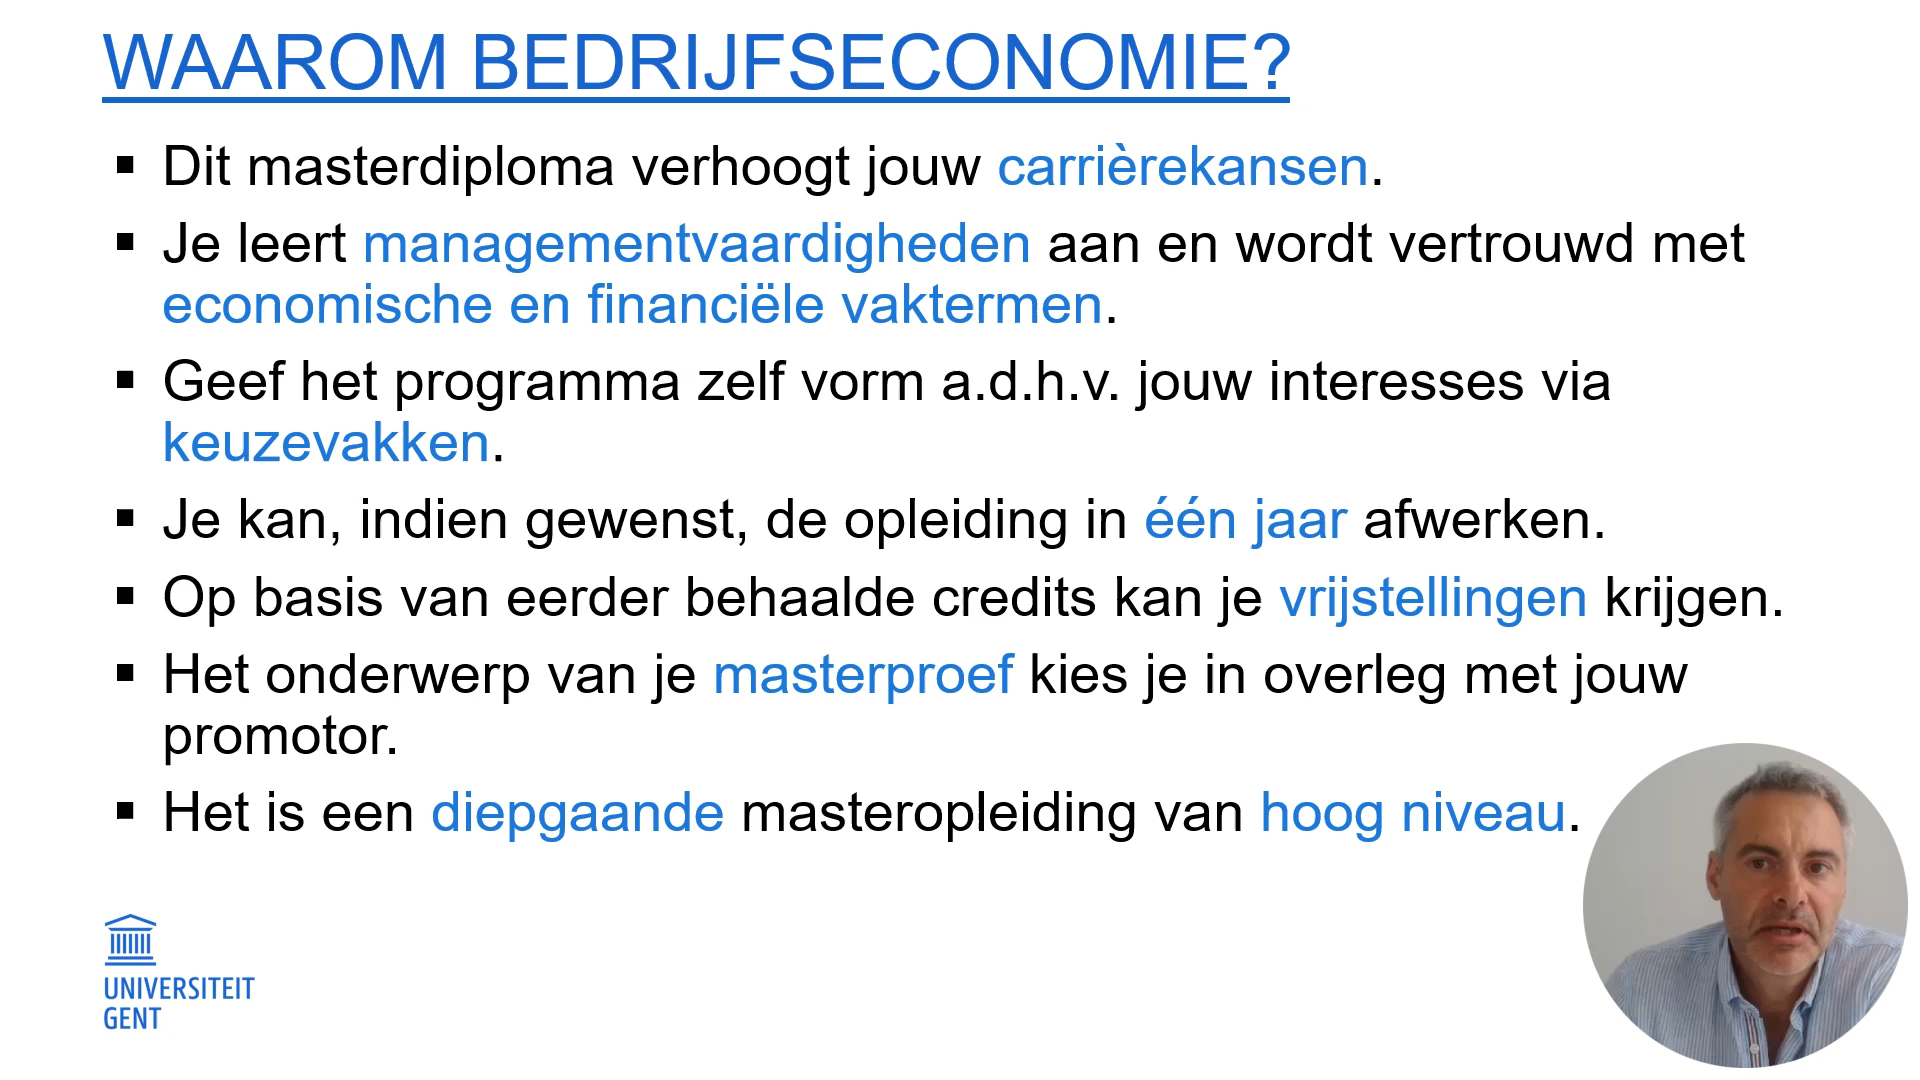 WAAROM BEDRIJFSECONOMIE?
▪ Dit masterdiploma verhoogt jouw carrièrekansen.
▪ Je leert managementvaardigheden aan en wordt vertrouwd met
economische en financiële vaktermen.
▪ Geef het programma zelf vorm a.d.h.v. jouw interesses via
keuzevakken.
▪ Je kan, indien gewenst, de opleiding in één jaar afwerken.
▪ Op basis van eerder behaalde credits kan je vrijstellingen krijgen.
▪ Het onderwerp van je masterproef kies je in overleg met jouw
promotor.
▪ Het is een diepgaande masteropleiding van hoog niveau.
UNIVERSITEIT
GENT